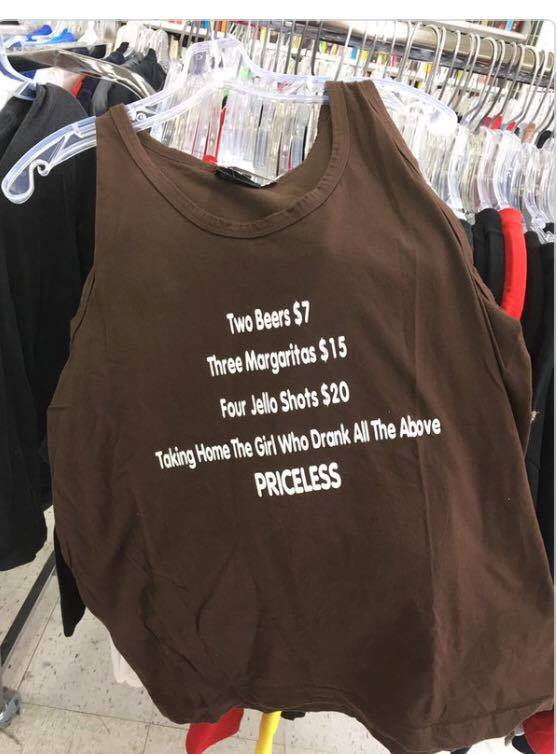 Two Beers $7
Three Margaritas $15
Four Jello Shots $20
Taking Home The Girl Who Drank All The Above
PRICELESS